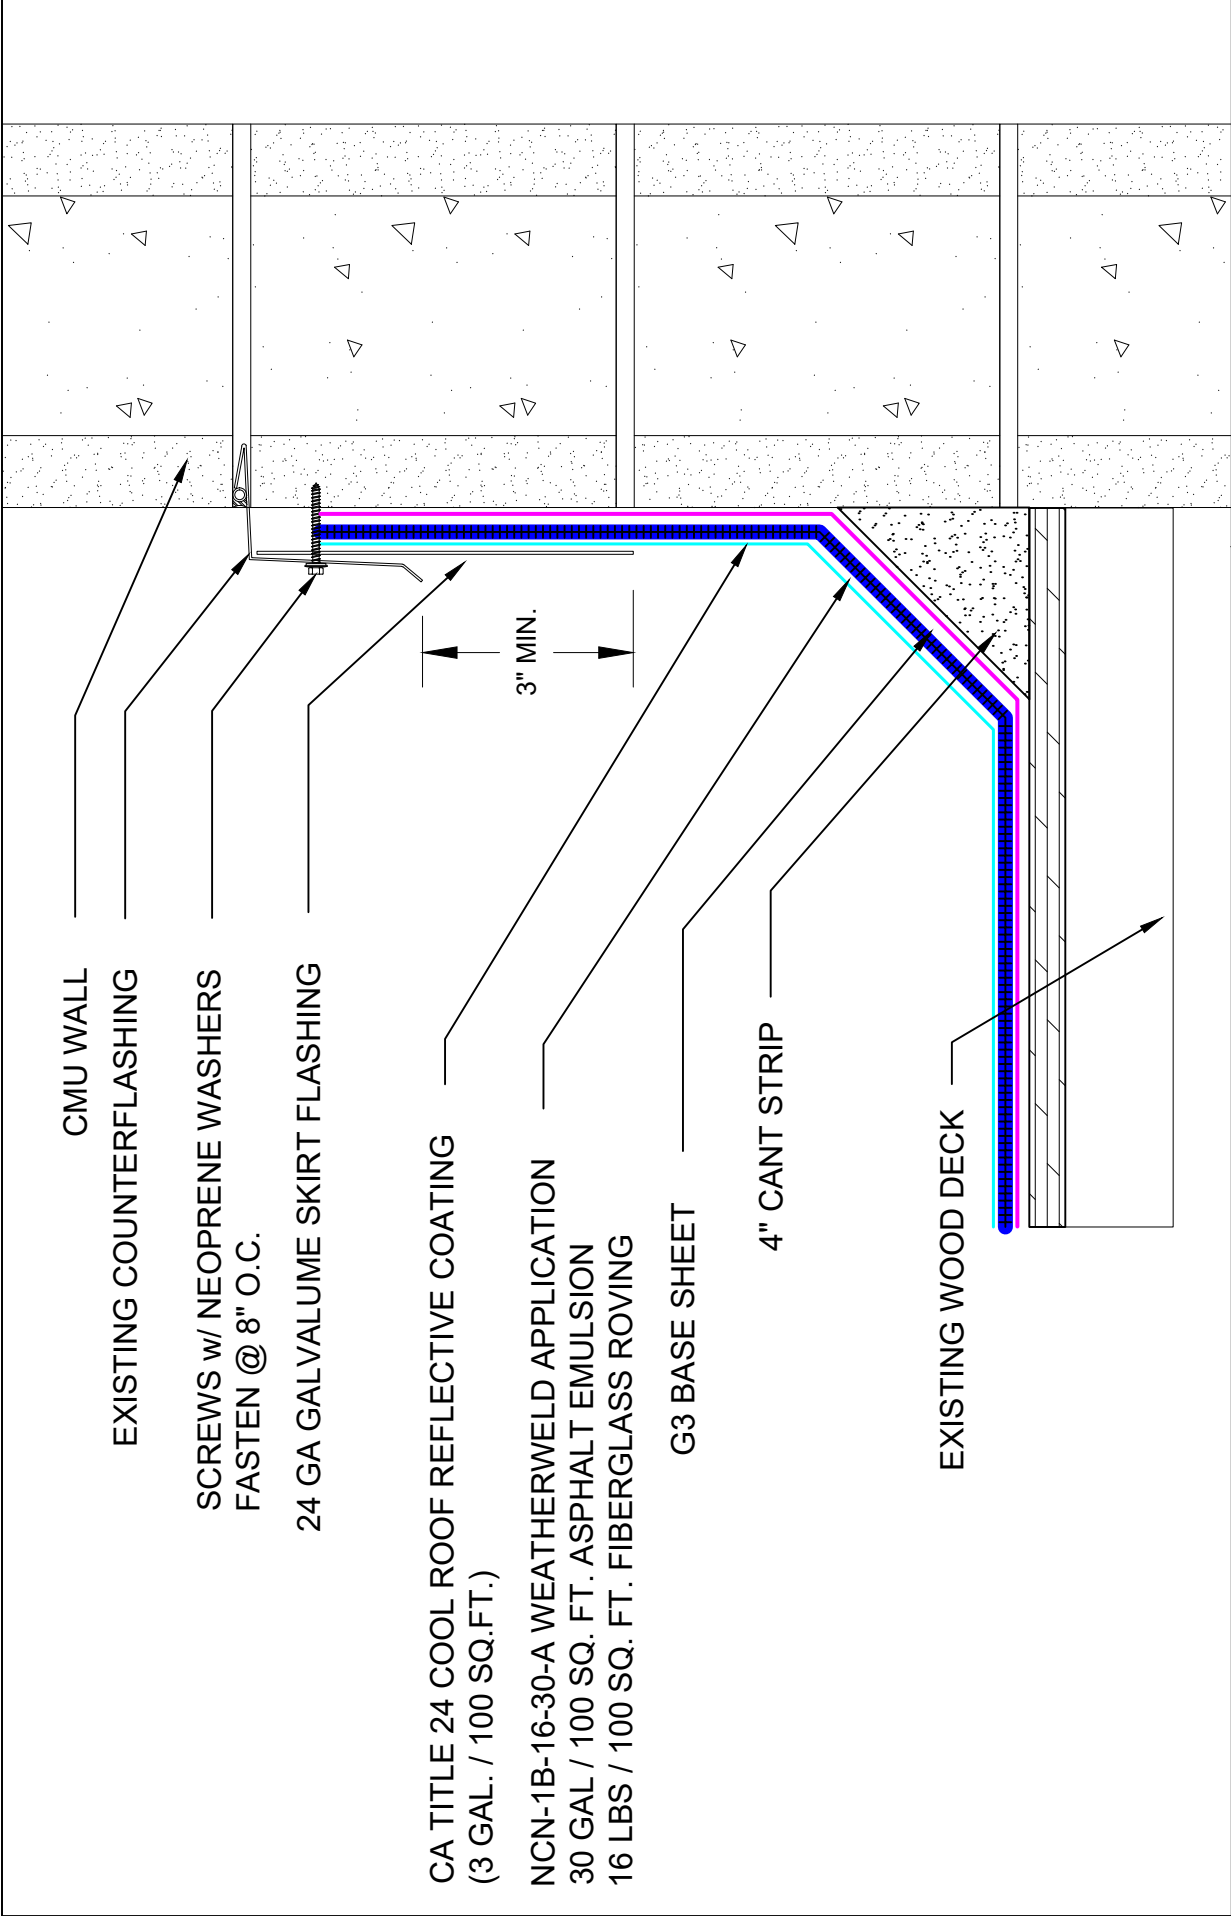 CMU WALL
EXISTING COUNTERFLASHING
SCREWS w/ NEOPRENE WASHERS
FASTEN @ 8" O.C.
24 GA GALVALUME SKIRT FLASHING
3" MIN.
CA TITLE 24 COOL ROOF REFLECTIVE COATING
(3 GAL. / 100 SQ.FT.)
NCN-1B-16-30-A WEATHERWELD APPLICATION
30 GAL / 100 SQ. FT. ASPHALT EMULSION
16 LBS / 100 SQ. FT. FIBERGLASS ROVING
G3 BASE SHEET
4" CANT STRIP
EXISTING WOOD DECK